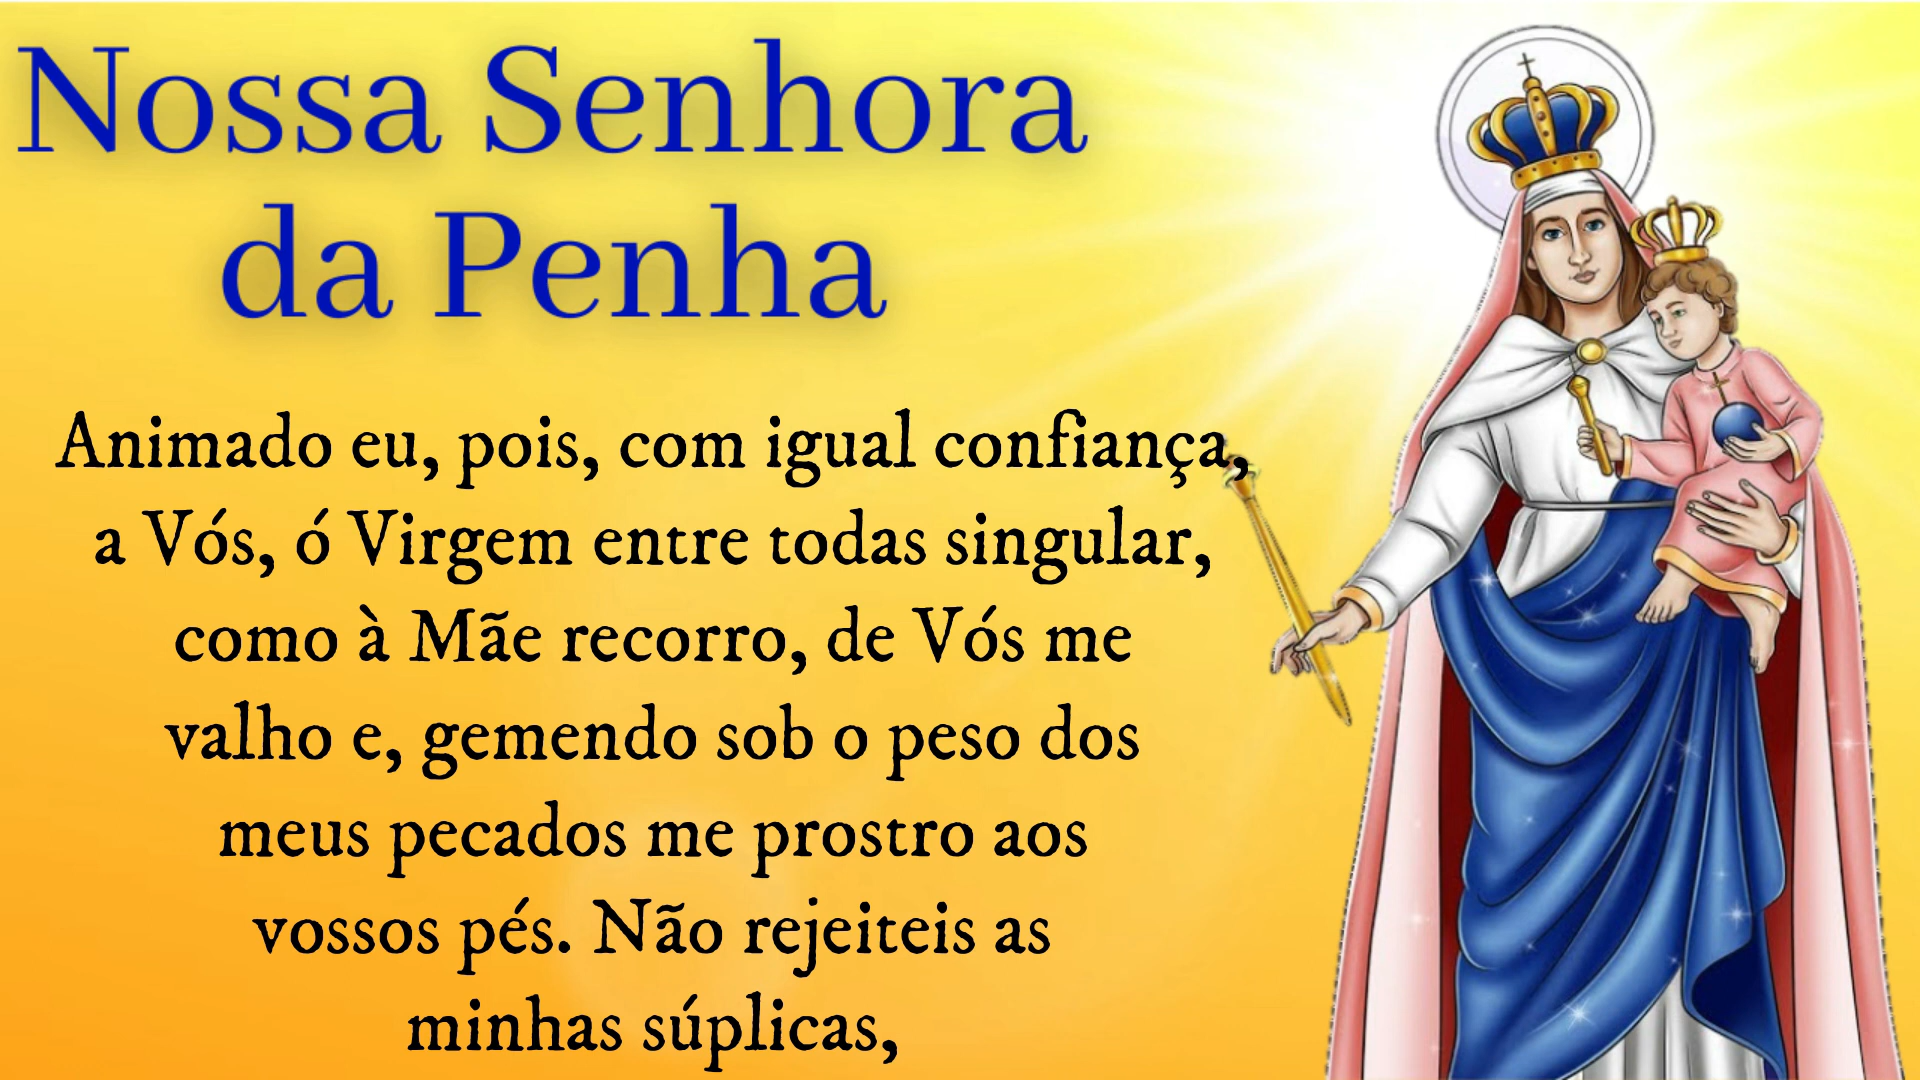 Nossa Senhora
da Penha
Animado eu, pois, com igual confiança,
a Vós, ó Virgem entre todas singular,
como à Mãe recorro, de Vós me
valho e, gemendo sob o peso dos
meus pecados me prostro aos
vossos pés. Não rejeiteis as
minhas súplicas,